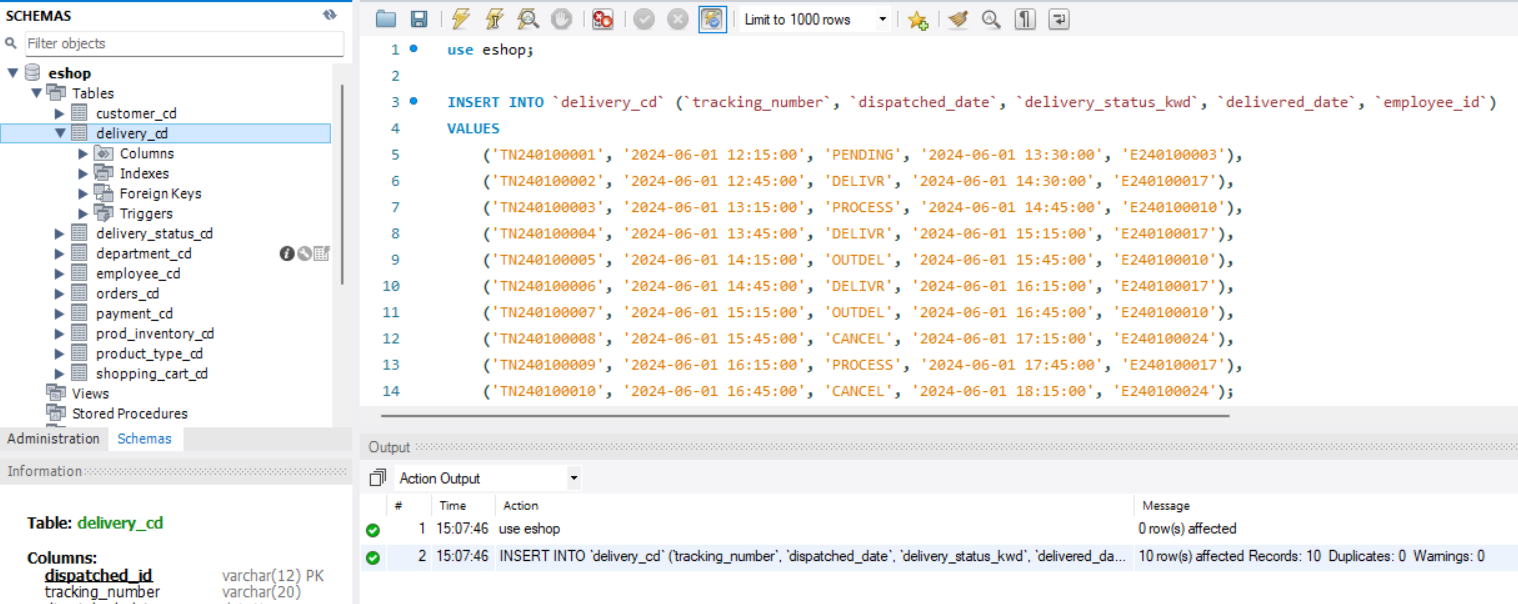 SCHEMAS
Filter objects
eshop
Tables
customer_cd
delivery_cd
Columns
Indexes
Foreign Keys
Triggers
delivery_status_cd
department_cd
employee_cd
orders_cd
payment_cd
prod_inventory_cd
product_type_cd
shopping_cart_cd
Views
Stored Procedures
Administration Schemas
Information
Table: delivery_cd
Columns:
dispatched_id varchar(12) PK
tracking_number varchar(20)
Limit to 1000 rows
1 use eshop;
2
3 INSERT INTO `delivery_cd` (`tracking_number`, `dispatched_date`, `delivery_status_kwd`, `delivered_date`, `employee_id`)
4 VALUES
5 ('TN240100001', '2024-06-01 12:15:00', 'PENDING', '2024-06-01 13:30:00', 'E240100003'),
6 ('TN240100002', '2024-06-01 12:45:00', 'DELIVR', '2024-06-01 14:30:00', 'E240100017'),
7 ('TN240100003', '2024-06-01 13:15:00', 'PROCESS', '2024-06-01 14:45:00', 'E240100010'),
8 ('TN240100004', '2024-06-01 13:45:00', 'DELIVR', '2024-06-01 15:15:00', 'E240100017'),
9 ('TN240100005', '2024-06-01 14:15:00', 'OUTDEL', '2024-06-01 15:45:00', 'E240100010'),
10 ('TN240100006', '2024-06-01 14:45:00', 'DELIVR', '2024-06-01 16:15:00', 'E240100017'),
11 ('TN240100007', '2024-06-01 15:15:00', 'OUTDEL', '2024-06-01 16:45:00', 'E240100010'),
12 ('TN240100008', '2024-06-01 15:45:00', 'CANCEL', '2024-06-01 17:15:00', 'E240100024'),
13 ('TN240100009', '2024-06-01 16:15:00', 'PROCESS', '2024-06-01 17:45:00', 'E240100017'),
14 ('TN240100010', '2024-06-01 16:45:00', 'CANCEL', '2024-06-01 18:15:00', 'E240100024');
Output
Action Output
# Time Action Message
1 15:07:46 use eshop 0 row(s) affected
2 15:07:46 INSERT INTO `delivery_cd` (`tracking_number`, `dispatched_date`, `delivery_status_kwd`, `delivered_da... 10 row(s) affected Records: 10 Duplicates: 0 Warnings: 0